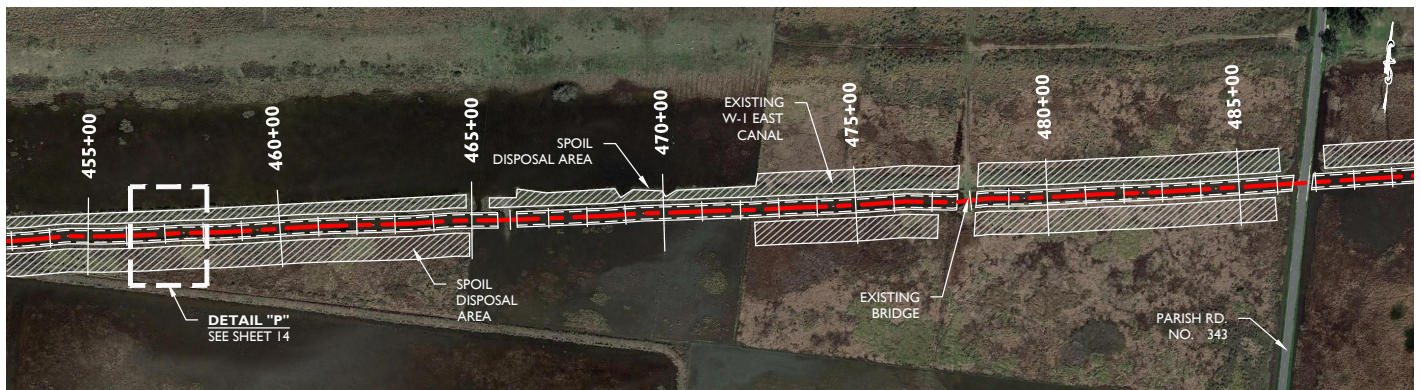 455+00
460+00
465+00
470+00
475+00
480+00
485+00
EXISTING
W-1 EAST
CANAL
SPOIL
DISPOSAL AREA
SPOIL
DISPOSAL
AREA
DETAIL "P"
SEE SHEET 14
EXISTING
BRIDGE
PARISH RD.
NO. 343